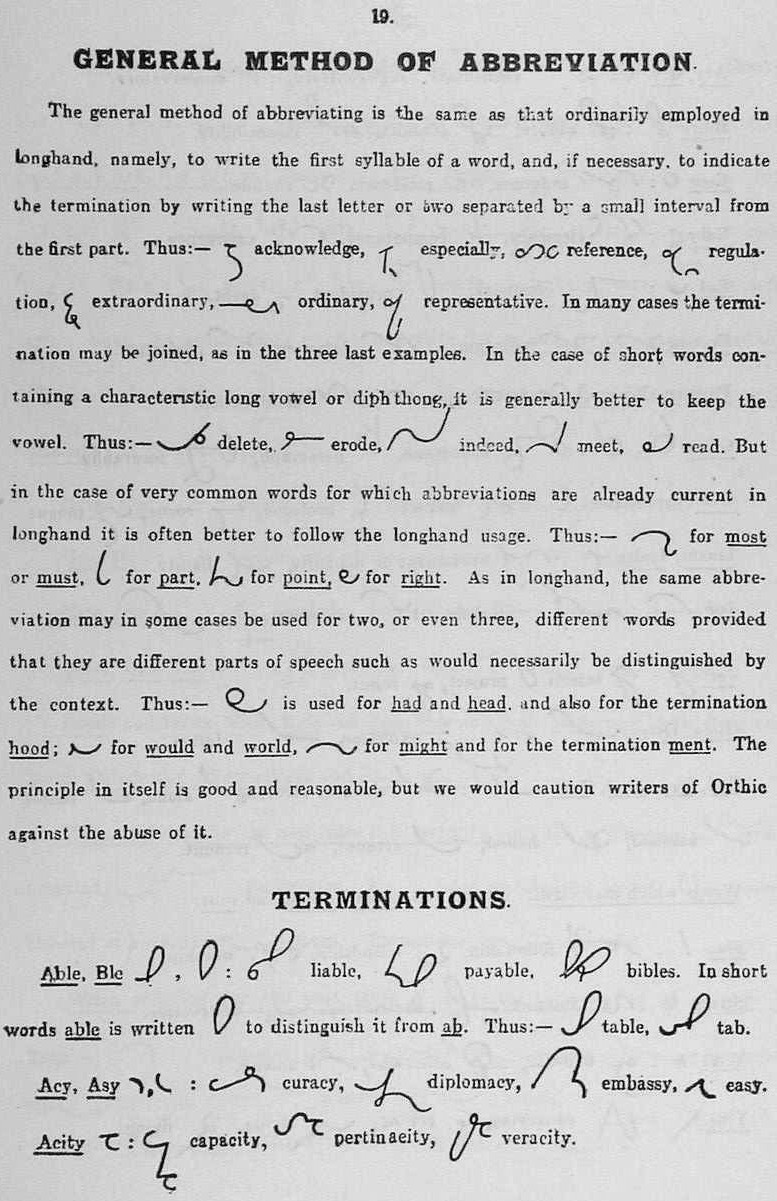 19.
GENERAL METHOD OF ABBREVIATION.
The general method of abbreviating is the same as that ordinarily employed in
longhand, namely, to write the first syllable of a word, and, if necessary. to indicate
the termination by writing the last letter or two separated by a small interval from
the first part. Thus:— acknowledge, especially, reference, regula-
tion, extraordinary, ordinary, representative. In many cases the termi-
nation may be joined, as in the three last examples. In the case of short words con-
taining a characteristic long vowel or diphthong, it is generally better to keep the
vowel. Thus:— delete, erode, indeed, meet, read. But
in the case of very common words for which abbreviations are already current in
longhand it is often better to follow the longhand usage. Thus:— for most
or must, for part, for point, for right. As in longhand, the same abbre-
viation may in some cases be used for two, or even three, different words provided
that they are different parts of speech such as would necessarily be distinguished by
the context. Thus:— is used for had and head. and also for the termination
hood; for would and world, for might and for the termination ment. The
principle in itself is good and reasonable, but we would caution writers of Orthic
against the abuse of it.
TERMINATIONS.
Able, Ble , : liable, payable, bibles. In short
words able is written to distinguish it from ab. Thus:— table, tab.
Acy, Asy , : curacy, diplomacy, embassy, easy.
Acity : capacity, pertinaeity, veracity.